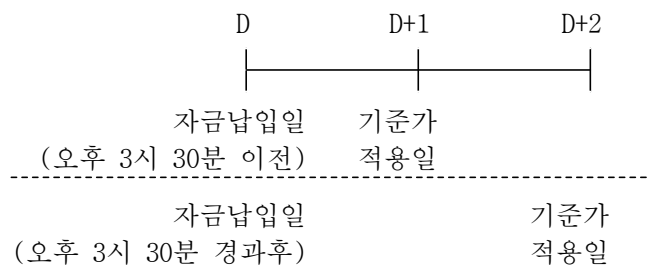 D D+1 D+2
자금납입일 기준가
(오후 3시 30분 이전) 적용일
자금납입일 기준가
(오후 3시 30분 경과후) 적용일